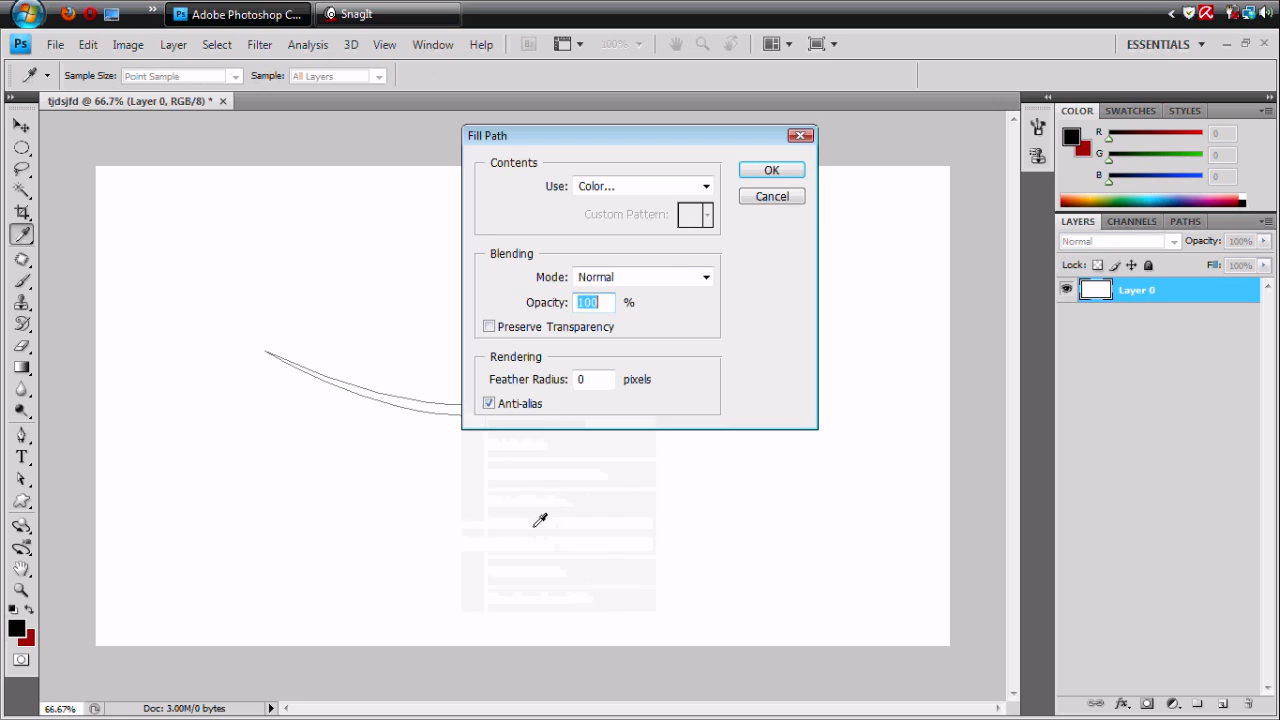 Adobe Photoshop C...
SnagIt
Ps File Edit Image Layer Select Filter Analysis 3D View Window Help Br 100% ESSENTIALS
Sample Size: Point Sample Sample: All Layers
tjdsjfd @ 66.7% (Layer 0, RGB/8) *
Fill Path
Contents
Use: Color...
Custom Pattern:
OK
Cancel
Blending
Mode: Normal
Opacity: 100 %
Preserve Transparency
Rendering
Feather Radius: 0 pixels
Anti-alias
COLOR SWATCHES STYLES
R 0
G 0
B 0
LAYERS CHANNELS PATHS
Normal Opacity: 100%
Lock: Fill: 100%
Layer 0
T
fx
66.67% Doc: 3.00M/0 bytes